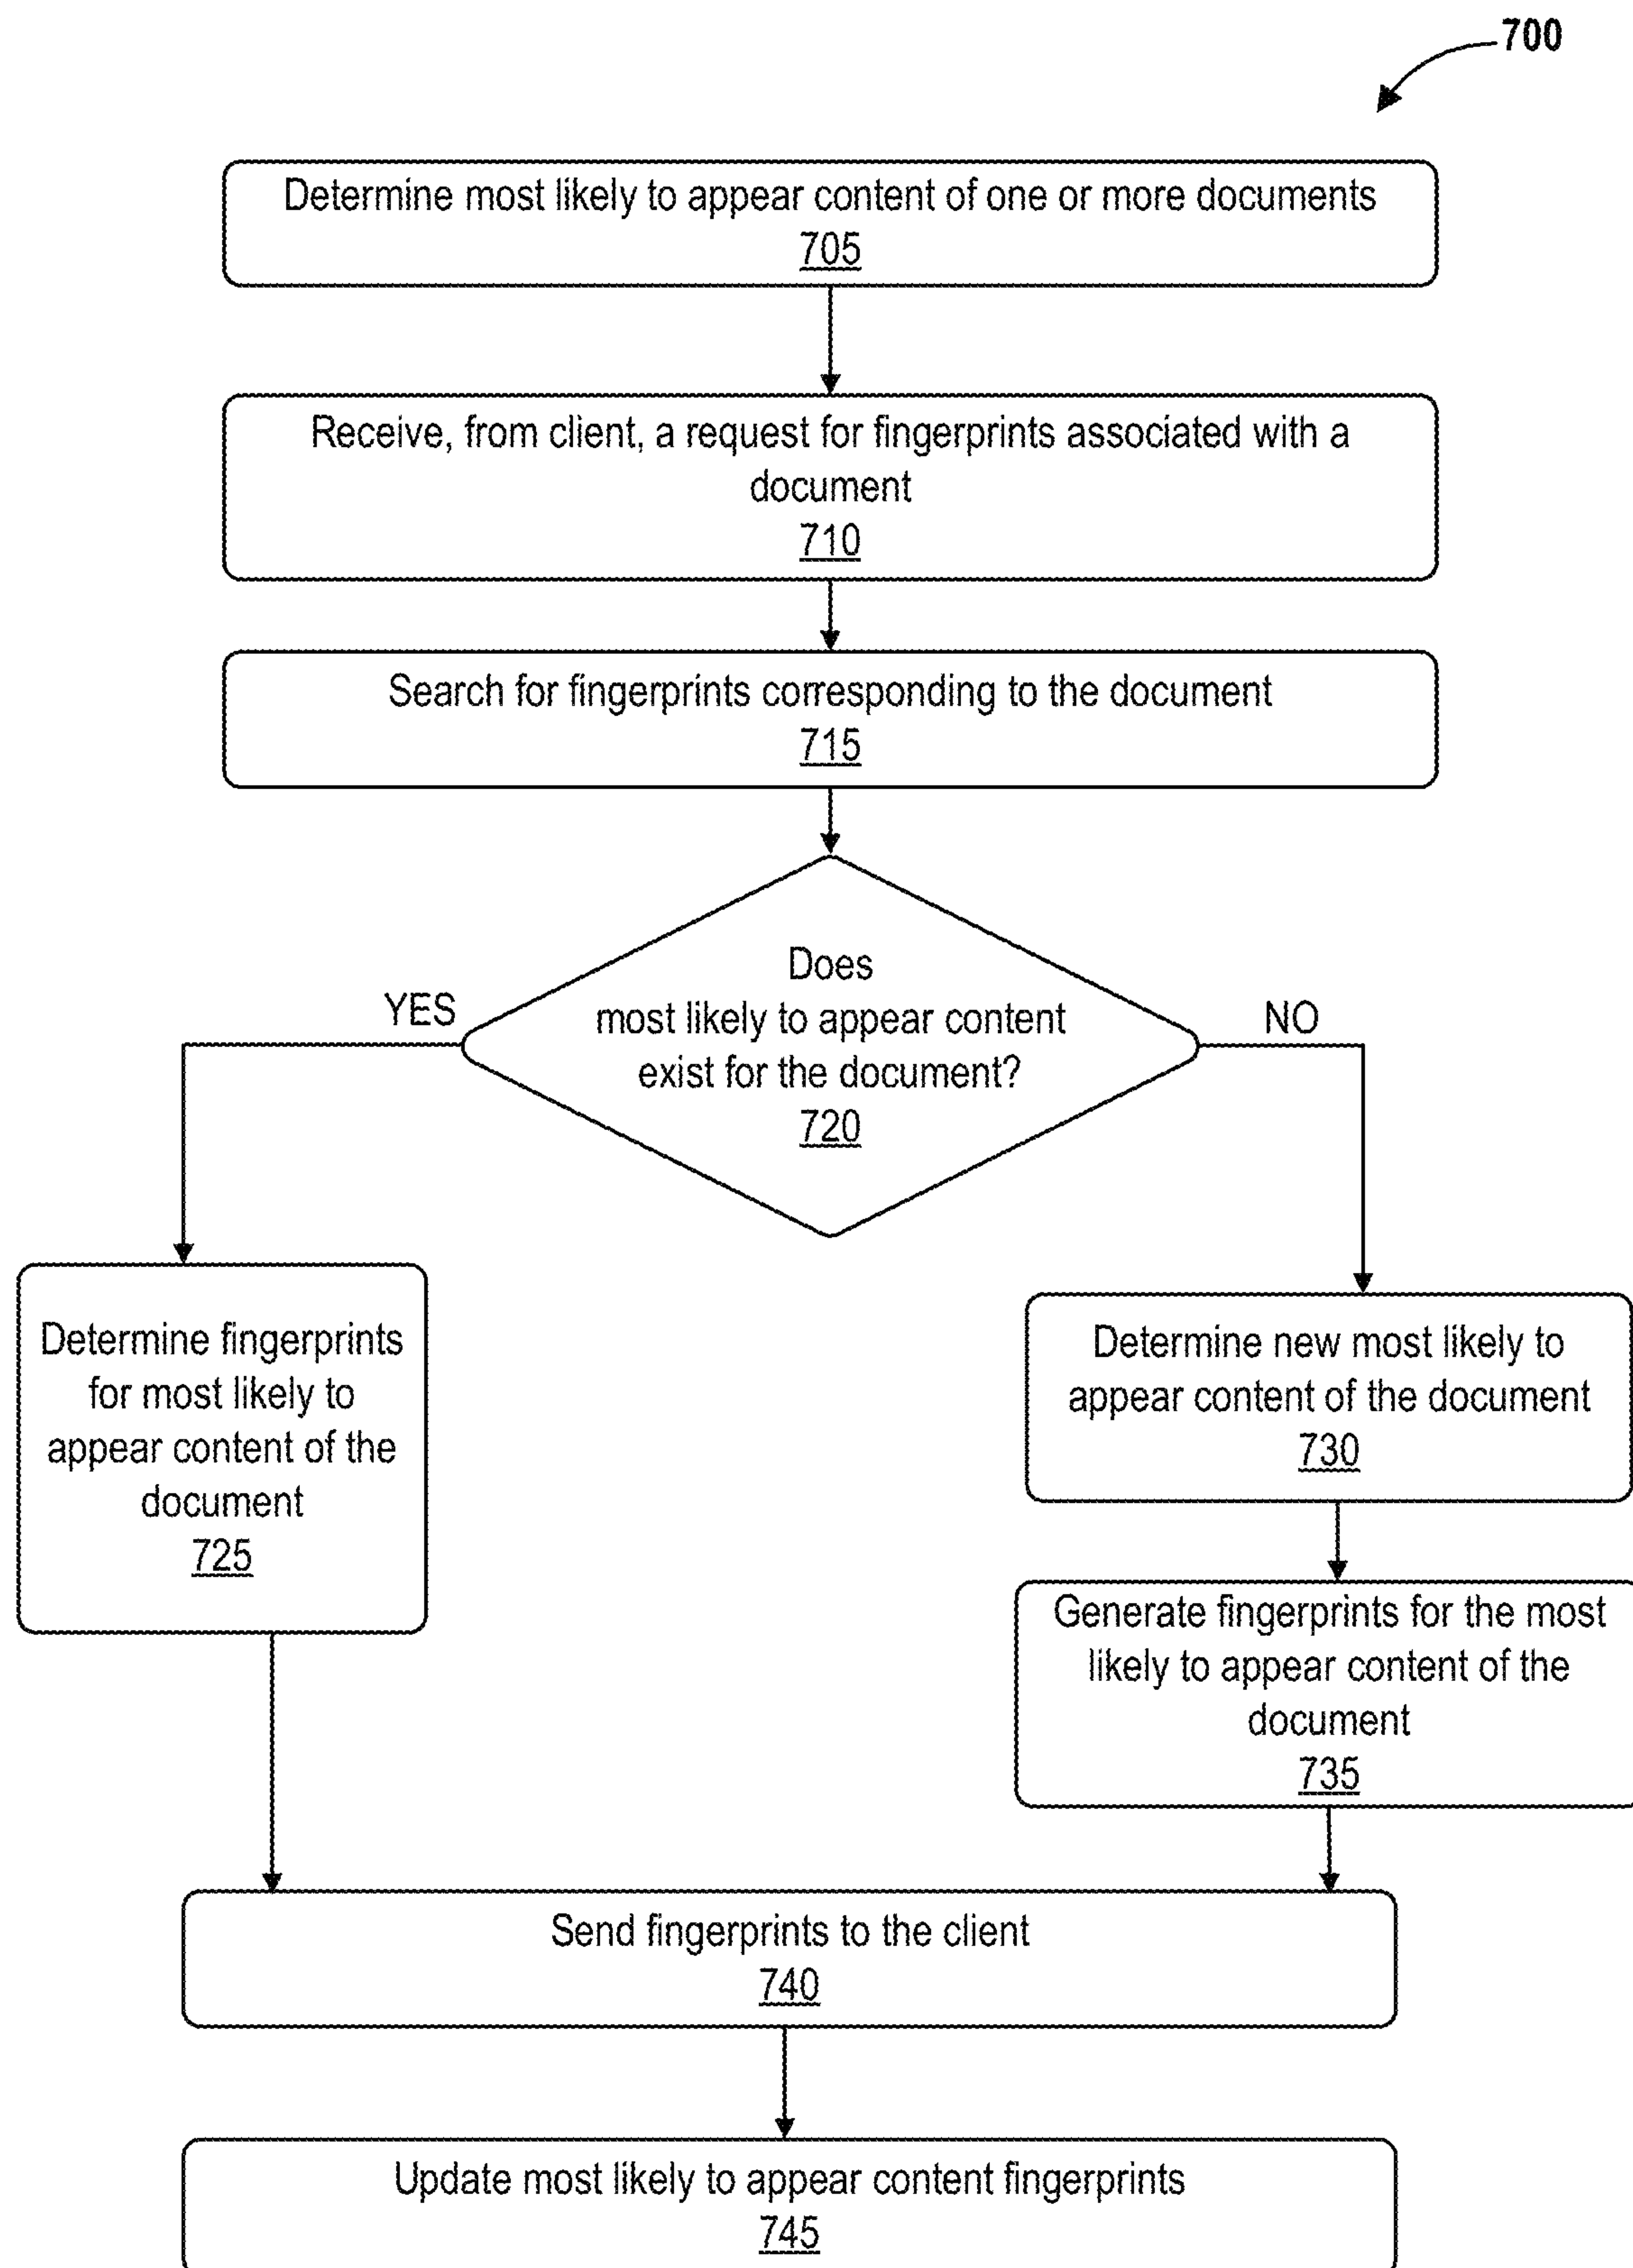 700
Determine most likely to appear content of one or more documents
705
Receive, from client, a request for fingerprints associated with a
document
710
Search for fingerprints corresponding to the document
715
Does
most likely to appear content
exist for the document?
720
YES
NO
Determine fingerprints
for most likely to
appear content of the
document
725
Determine new most likely to
appear content of the document
730
Generate fingerprints for the most
likely to appear content of the
document
735
Send fingerprints to the client
740
Update most likely to appear content fingerprints
745